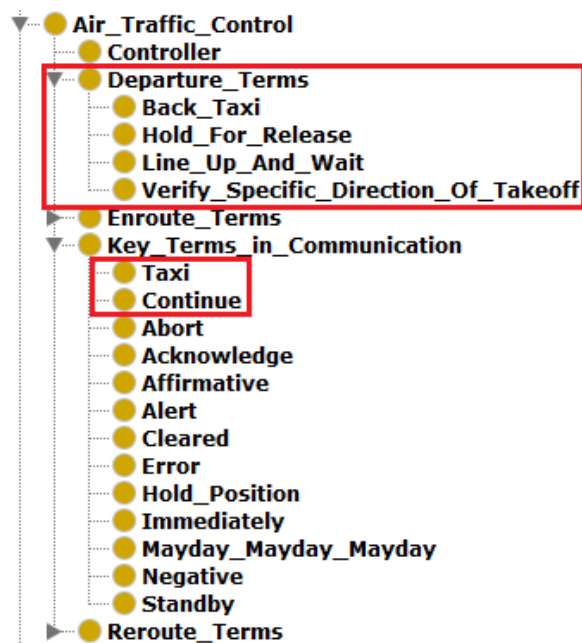 Air_Traffic_Control
Controller
Departure_Terms
Back_Taxi
Hold_For_Release
Line_Up_And_Wait
Verify_Specific_Direction_Of_Takeoff
Enroute_Terms
Key_Terms_in_Communication
Taxi
Continue
Abort
Acknowledge
Affirmative
Alert
Cleared
Error
Hold_Position
Immediately
Mayday_Mayday_Mayday
Negative
Standby
Reroute_Terms